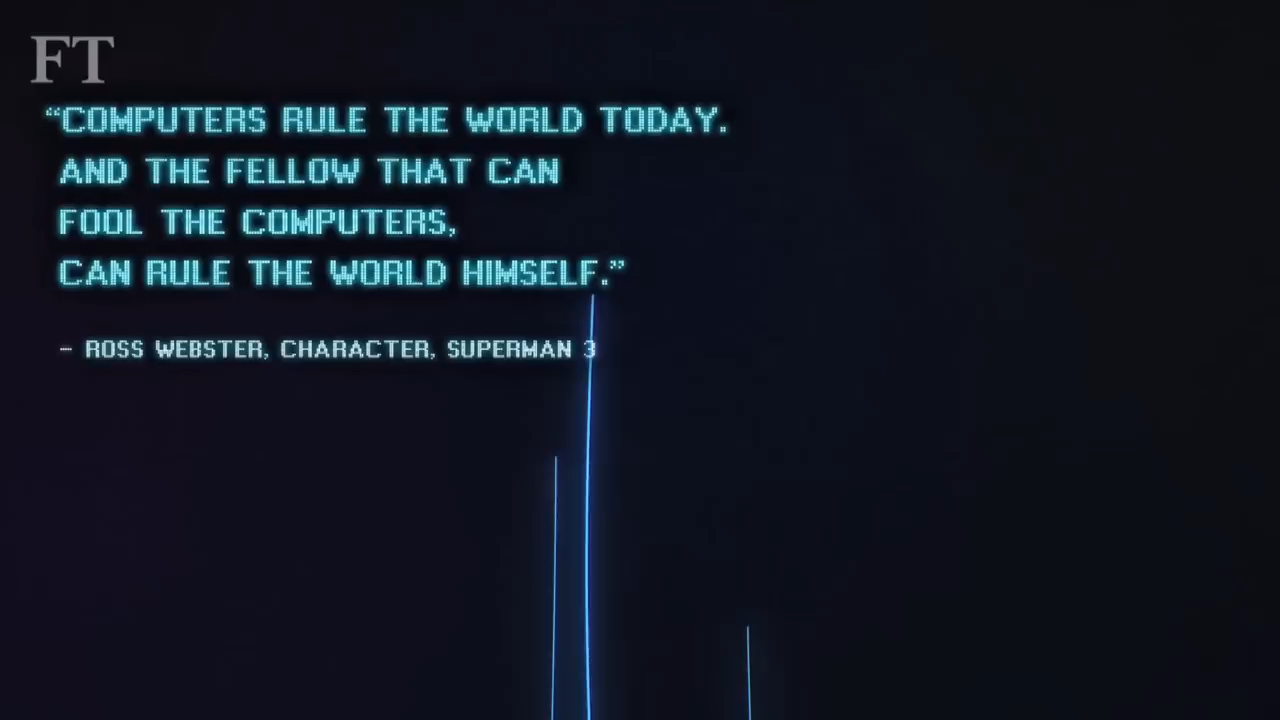 FT
“COMPUTERS RULE THE WORLD TODAY.
AND THE FELLOW THAT CAN
FOOL THE COMPUTERS,
CAN RULE THE WORLD HIMSELF.”
– ROSS WEBSTER, CHARACTER, SUPERMAN 3